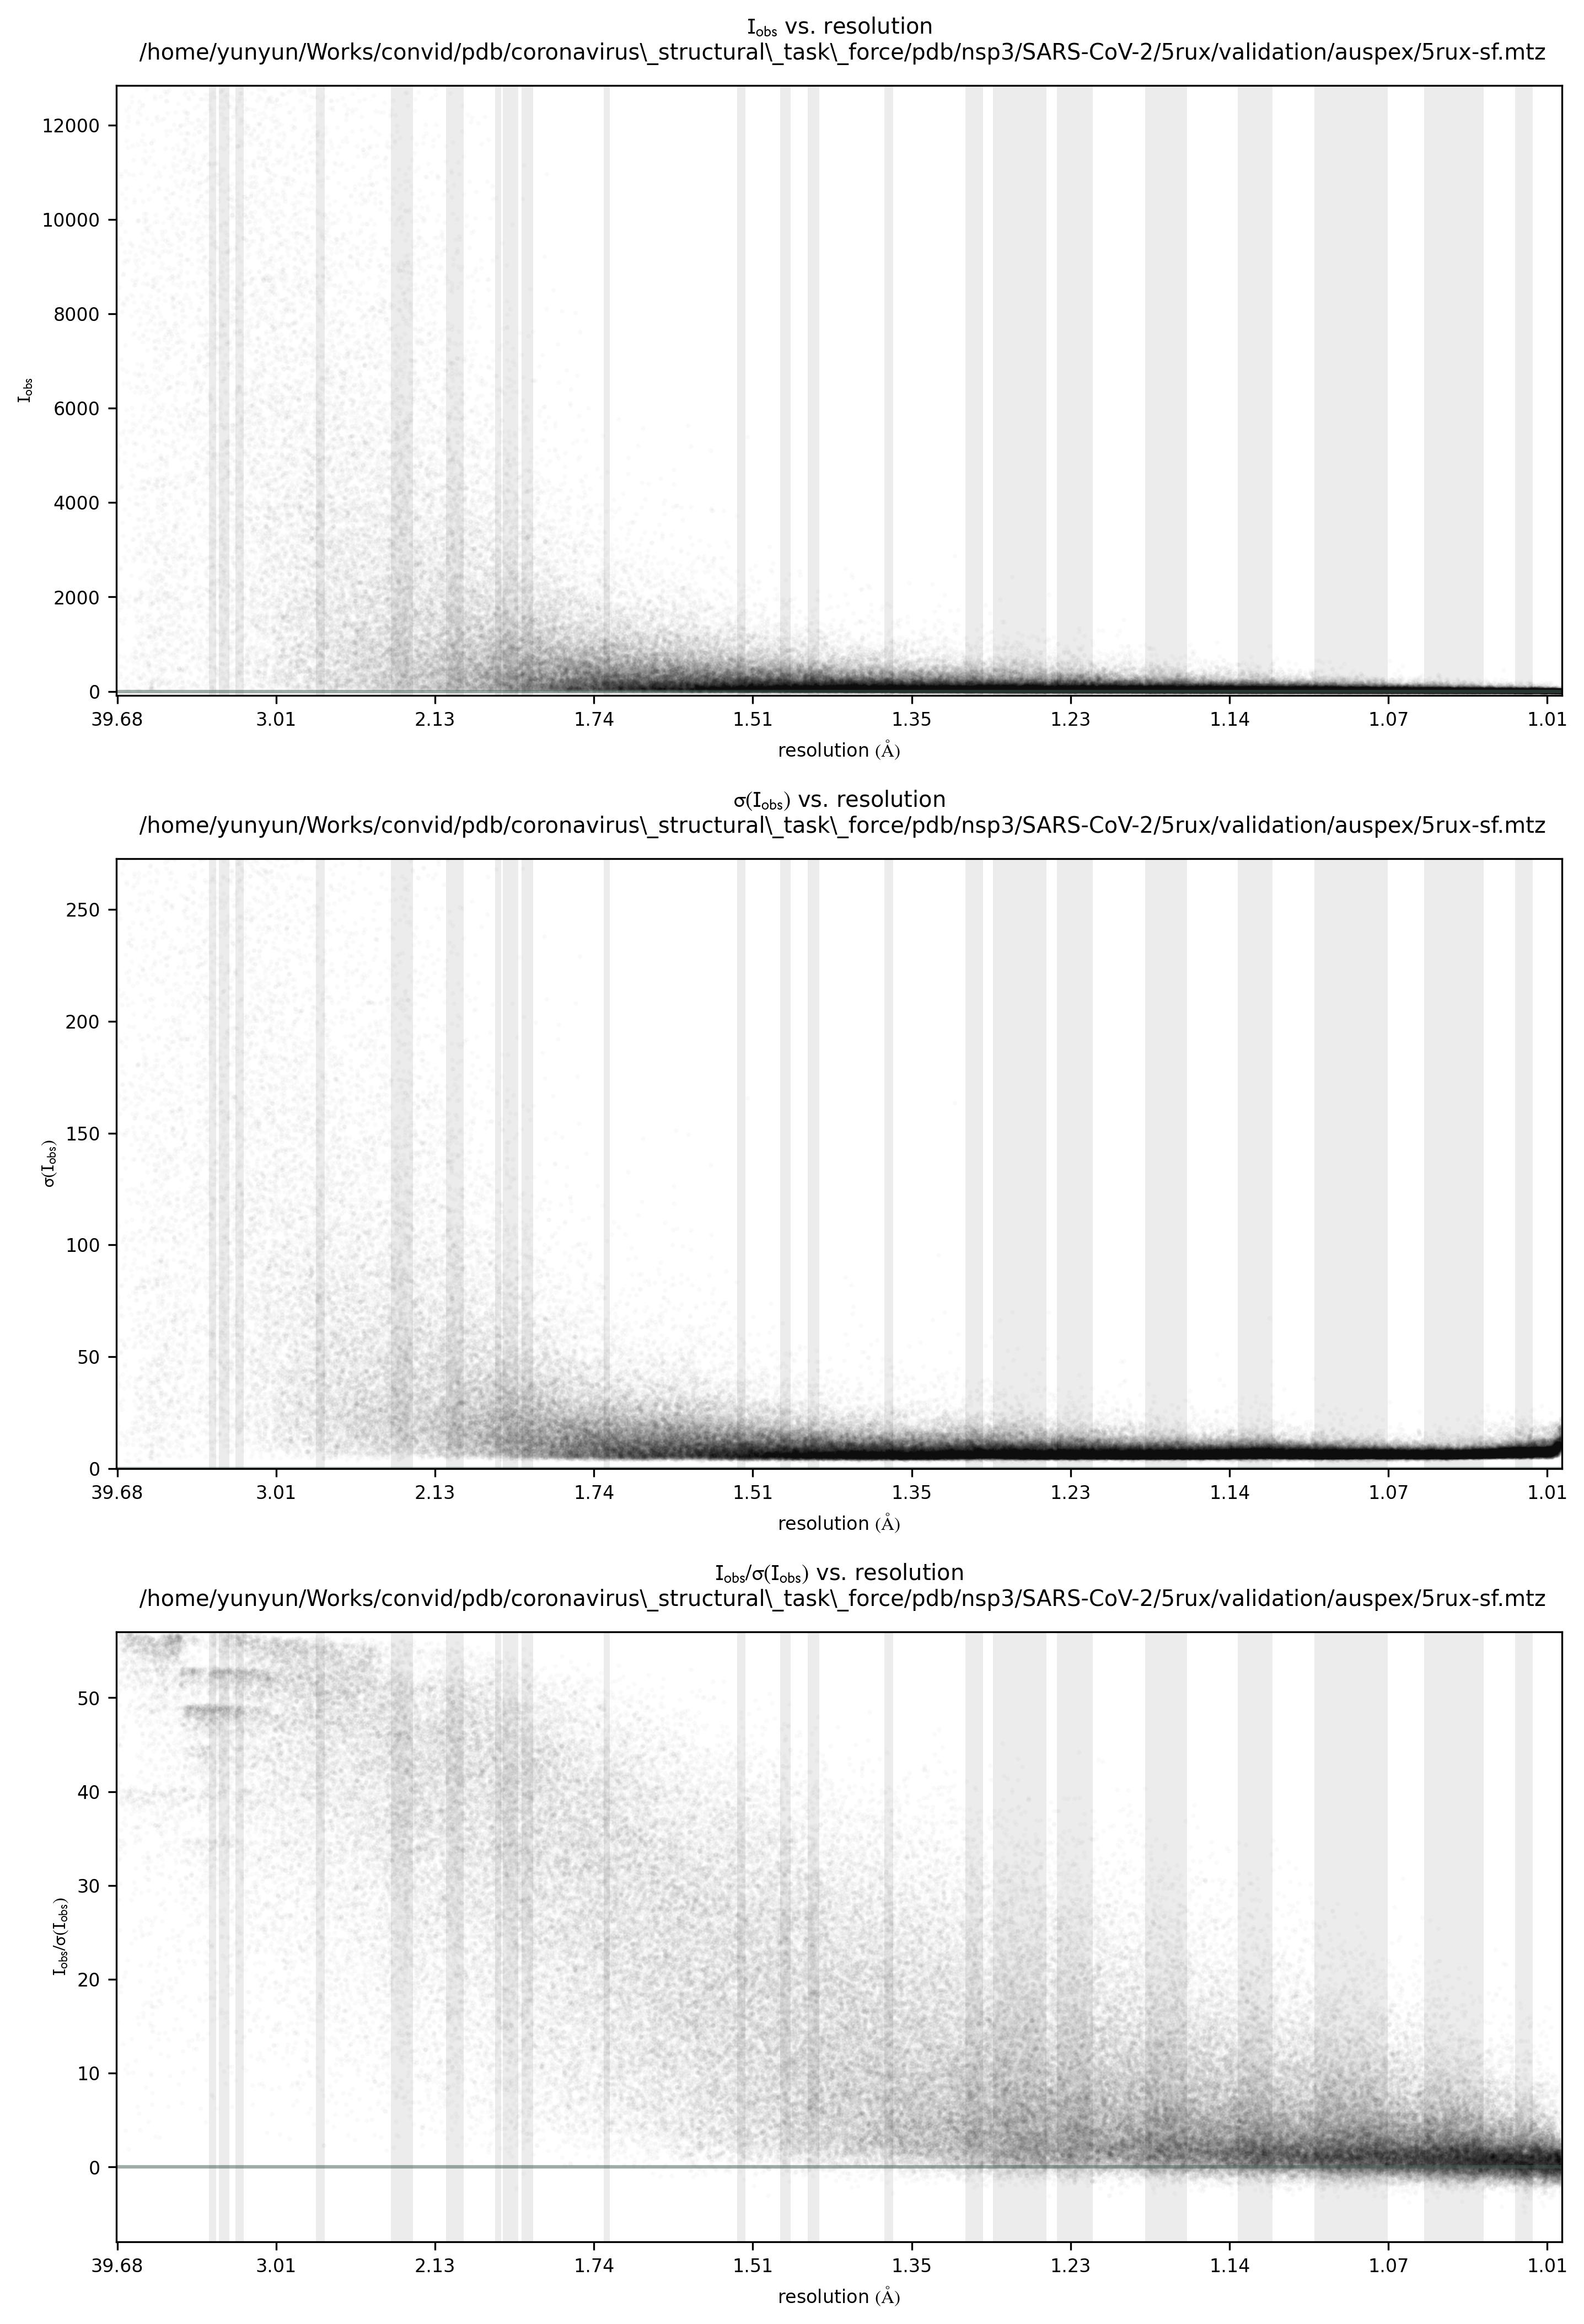 I_obs vs. resolution
/home/yunyun/Works/convid/pdb/coronavirus\_structural\_task\_force/pdb/nsp3/SARS-CoV-2/5rux/validation/auspex/5rux-sf.mtz
12000
10000
8000
6000
4000
2000
0
I_obs
39.68 3.01 2.13 1.74 1.51 1.35 1.23 1.14 1.07 1.01
resolution (Å)
σ(I_obs) vs. resolution
/home/yunyun/Works/convid/pdb/coronavirus\_structural\_task\_force/pdb/nsp3/SARS-CoV-2/5rux/validation/auspex/5rux-sf.mtz
250
200
150
100
50
0
σ(I_obs)
39.68 3.01 2.13 1.74 1.51 1.35 1.23 1.14 1.07 1.01
resolution (Å)
I_obs/σ(I_obs) vs. resolution
/home/yunyun/Works/convid/pdb/coronavirus\_structural\_task\_force/pdb/nsp3/SARS-CoV-2/5rux/validation/auspex/5rux-sf.mtz
50
40
30
20
10
0
I_obs/σ(I_obs)
39.68 3.01 2.13 1.74 1.51 1.35 1.23 1.14 1.07 1.01
resolution (Å)